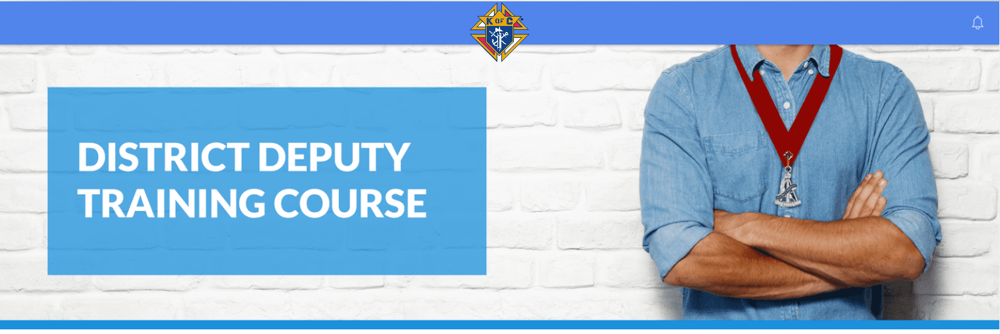 K OF C
DISTRICT DEPUTY
TRAINING COURSE